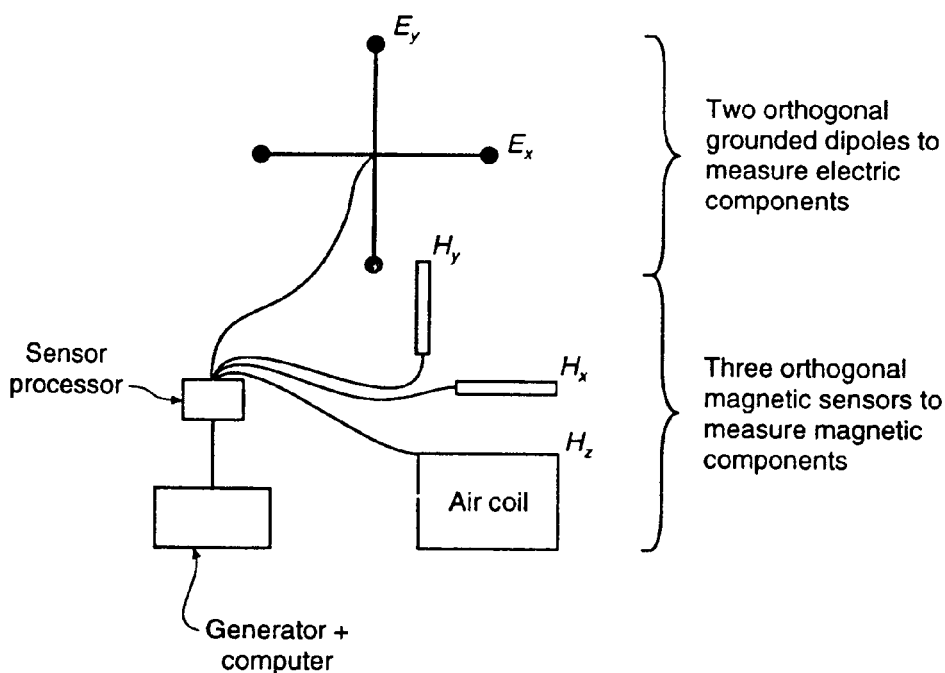 E_y
E_x
Two orthogonal
grounded dipoles to
measure electric
components
H_y
Sensor
processor
H_x
Three orthogonal
magnetic sensors to
measure magnetic
components
H_z
Air coil
Generator +
computer